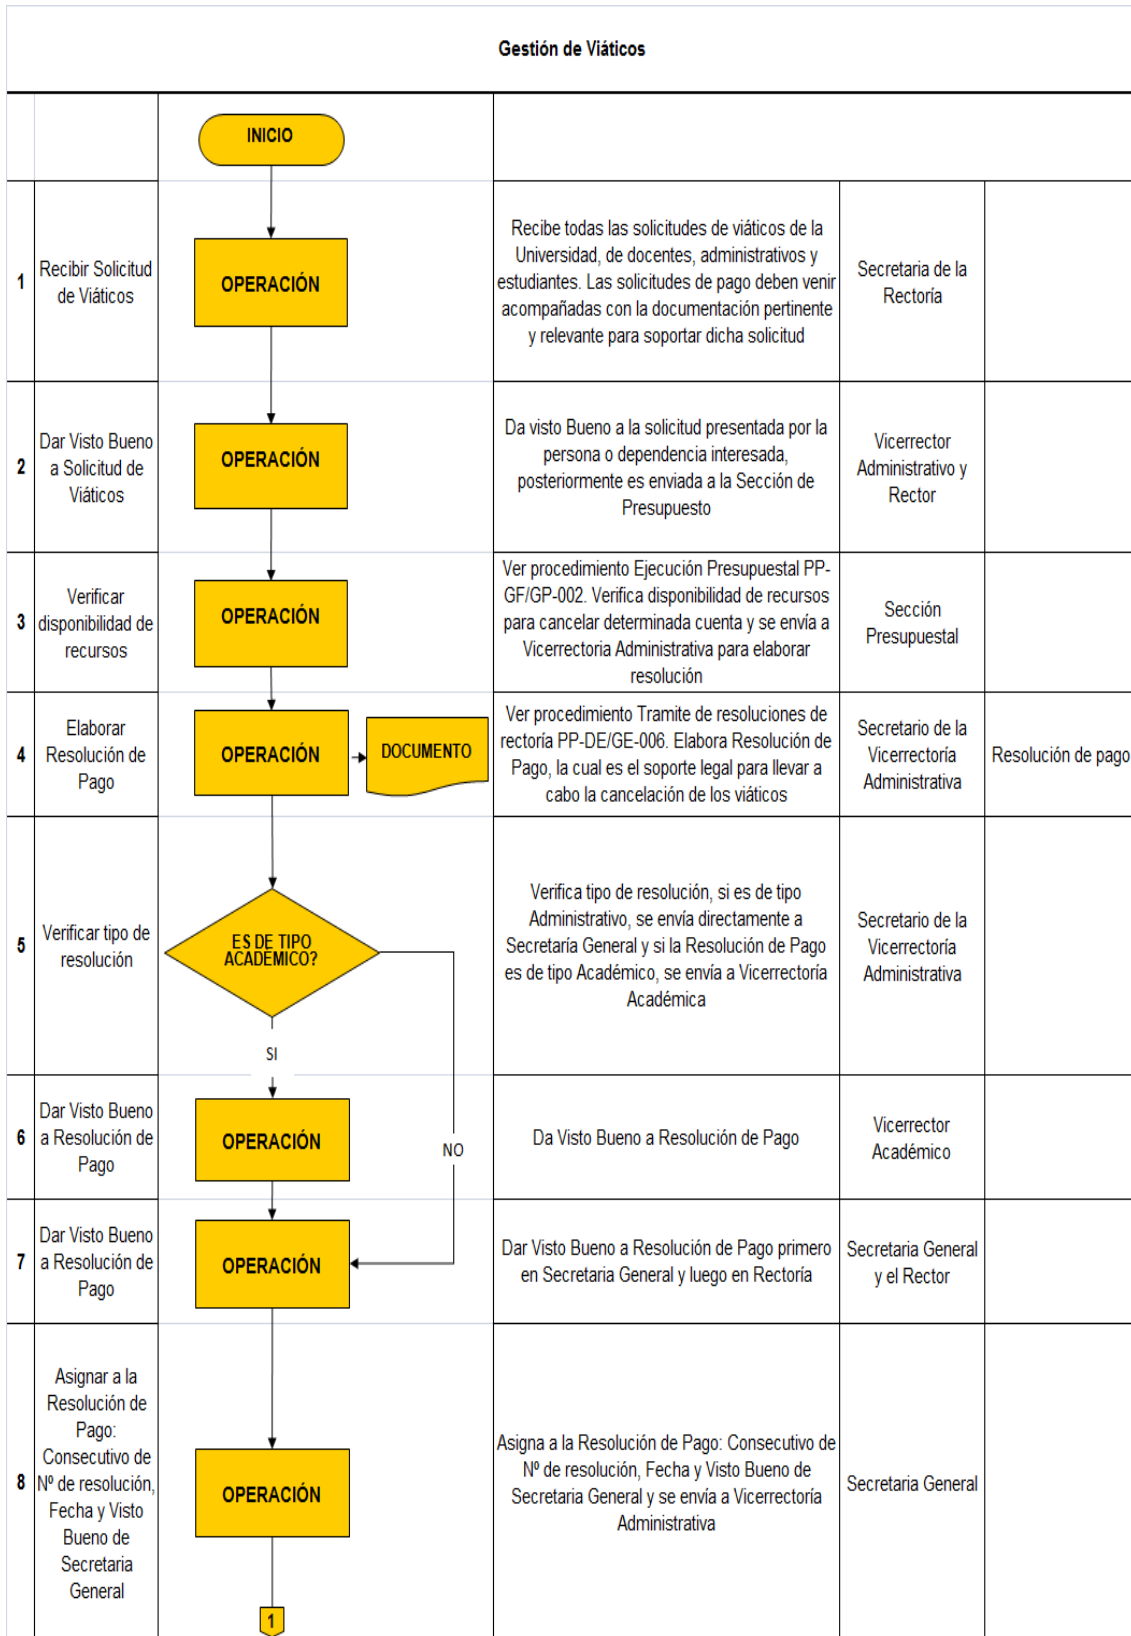 Gestión de Viáticos
INICIO
1
Recibir Solicitud
de Viáticos
OPERACIÓN
Recibe todas las solicitudes de viáticos de la
Universidad, de docentes, administrativos y
estudiantes. Las solicitudes de pago deben venir
acompañadas con la documentación pertinente
y relevante para soportar dicha solicitud
Secretaria de la
Rectoría
2
Dar Visto Bueno
a Solicitud de
Viáticos
OPERACIÓN
Da visto Bueno a la solicitud presentada por la
persona o dependencia interesada,
posteriormente es enviada a la Sección de
Presupuesto
Vicerrector
Administrativo y
Rector
3
Verificar
disponibilidad de
recursos
OPERACIÓN
Ver procedimiento Ejecución Presupuestal PP-
GF/GP-002. Verifica disponibilidad de recursos
para cancelar determinada cuenta y se envía a
Vicerrectoria Administrativa para elaborar
resolución
Sección
Presupuestal
4
Elaborar
Resolución de
Pago
OPERACIÓN
DOCUMENTO
Ver procedimiento Tramite de resoluciones de
rectoría PP-DE/GE-006. Elabora Resolución de
Pago, la cual es el soporte legal para llevar a
cabo la cancelación de los viáticos
Secretario de la
Vicerrectoría
Administrativa
Resolución de pago
5
Verificar tipo de
resolución
ES DE TIPO
ACADEMICO?
SI
Verifica tipo de resolución, si es de tipo
Administrativo, se envía directamente a
Secretaría General y si la Resolución de Pago
es de tipo Académico, se envía a Vicerrectoría
Académica
Secretario de la
Vicerrectoría
Administrativa
6
Dar Visto Bueno
a Resolución de
Pago
OPERACIÓN
NO
Da Visto Bueno a Resolución de Pago
Vicerrector
Académico
7
Dar Visto Bueno
a Resolución de
Pago
OPERACIÓN
Dar Visto Bueno a Resolución de Pago primero
en Secretaria General y luego en Rectoría
Secretaria General
y el Rector
8
Asignar a la
Resolución de
Pago:
Consecutivo de
Nº de resolución,
Fecha y Visto
Bueno de
Secretaria
General
OPERACIÓN
Asigna a la Resolución de Pago: Consecutivo de
Nº de resolución, Fecha y Visto Bueno de
Secretaria General y se envía a Vicerrectoría
Administrativa
Secretaria General
1